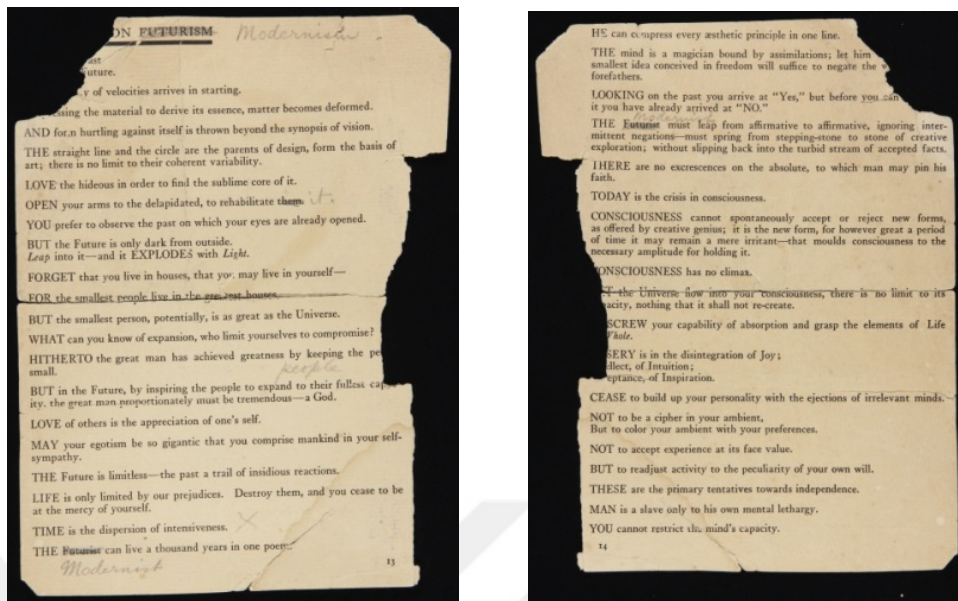 ON FUTURISM Modernism.
ast
uture.
y of velocities arrives in starting.
ssing the material to derive its essence, matter becomes deformed.
AND form hurtling against itself is thrown beyond the synopsis of vision.
THE straight line and the circle are the parents of design, form the basis of
art; there is no limit to their coherent variability.
LOVE the hideous in order to find the sublime core of it.
OPEN your arms to the delapidated, to rehabilitate them. it.
YOU prefer to observe the past on which your eyes are already opened.
BUT the Future is only dark from outside.
Leap into it—and it EXPLODES with Light.
FORGET that you live in houses, that you may live in yourself—
FOR the smallest people live in the greatest houses.
BUT the smallest person, potentially, is as great as the Universe.
WHAT can you know of expansion, who limit yourselves to compromise?
HITHERTO the great man has achieved greatness by keeping the pe
small.
people
BUT in the Future, by inspiring the people to expand to their fullest cap
ity. the great man proportionately must be tremendous—a God.
LOVE of others is the appreciation of one's self.
MAY your egotism be so gigantic that you comprise mankind in your self-
sympathy.
THE Future is limitless—the past a trail of insidious reactions.
LIFE is only limited by our prejudices. Destroy them, and you cease to be
at the mercy of yourself.
TIME is the dispersion of intensiveness. X
THE Futurist can live a thousand years in one poem.
Modernist
13
HE can compress every æsthetic principle in one line.
THE mind is a magician bound by assimilations; let him
smallest idea conceived in freedom will suffice to negate the w
forefathers.
LOOKING on the past you arrive at "Yes," but before you can
it you have already arrived at "NO."
Modernist
THE Futurist must leap from affirmative to affirmative, ignoring inter-
mittent negations—must spring from stepping-stone to stone of creative
exploration; without slipping back into the turbid stream of accepted facts.
THERE are no excrescences on the absolute, to which man may pin his
faith.
TODAY is the crisis in consciousness.
CONSCIOUSNESS cannot spontaneously accept or reject new forms,
as offered by creative genius; it is the new form, for however great a period
of time it may remain a mere irritant—that moulds consciousness to the
necessary amplitude for holding it.
CONSCIOUSNESS has no climax.
ET the Universe flow into your consciousness, there is no limit to its
pacity, nothing that it shall not re-create.
SCREW your capability of absorption and grasp the elements of Life
Whole.
SERY is in the disintegration of Joy;
ellect, of Intuition;
eptance, of Inspiration.
CEASE to build up your personality with the ejections of irrelevant minds.
NOT to be a cipher in your ambient,
But to color your ambient with your preferences.
NOT to accept experience at its face value.
BUT to readjust activity to the peculiarity of your own will.
THESE are the primary tentatives towards independence.
MAN is a slave only to his own mental lethargy.
YOU cannot restrict the mind's capacity.
14